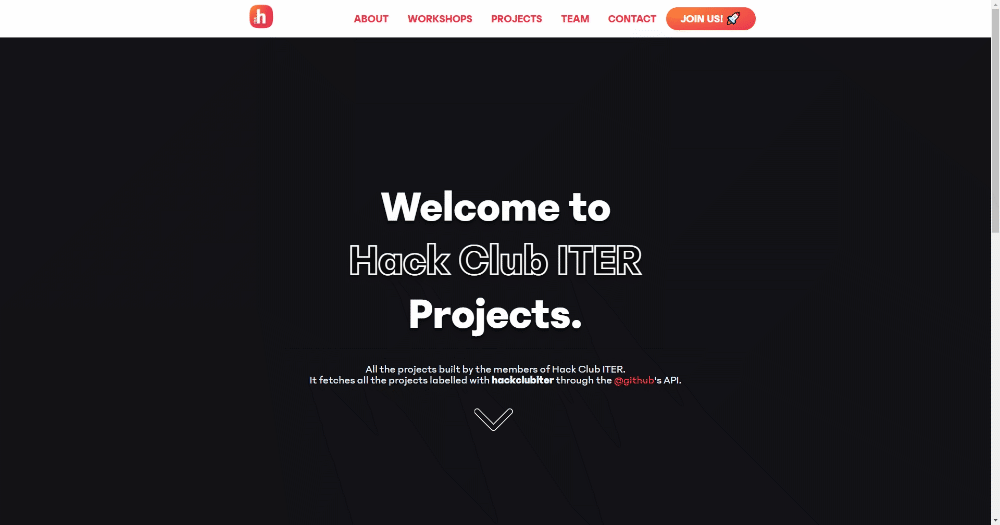 h
ABOUT WORKSHOPS PROJECTS TEAM CONTACT JOIN US! 🚀
Welcome to
Hack Club ITER
Projects.
All the projects built by the members of Hack Club ITER.
It fetches all the projects labelled with hackclubiter through the @github's API.